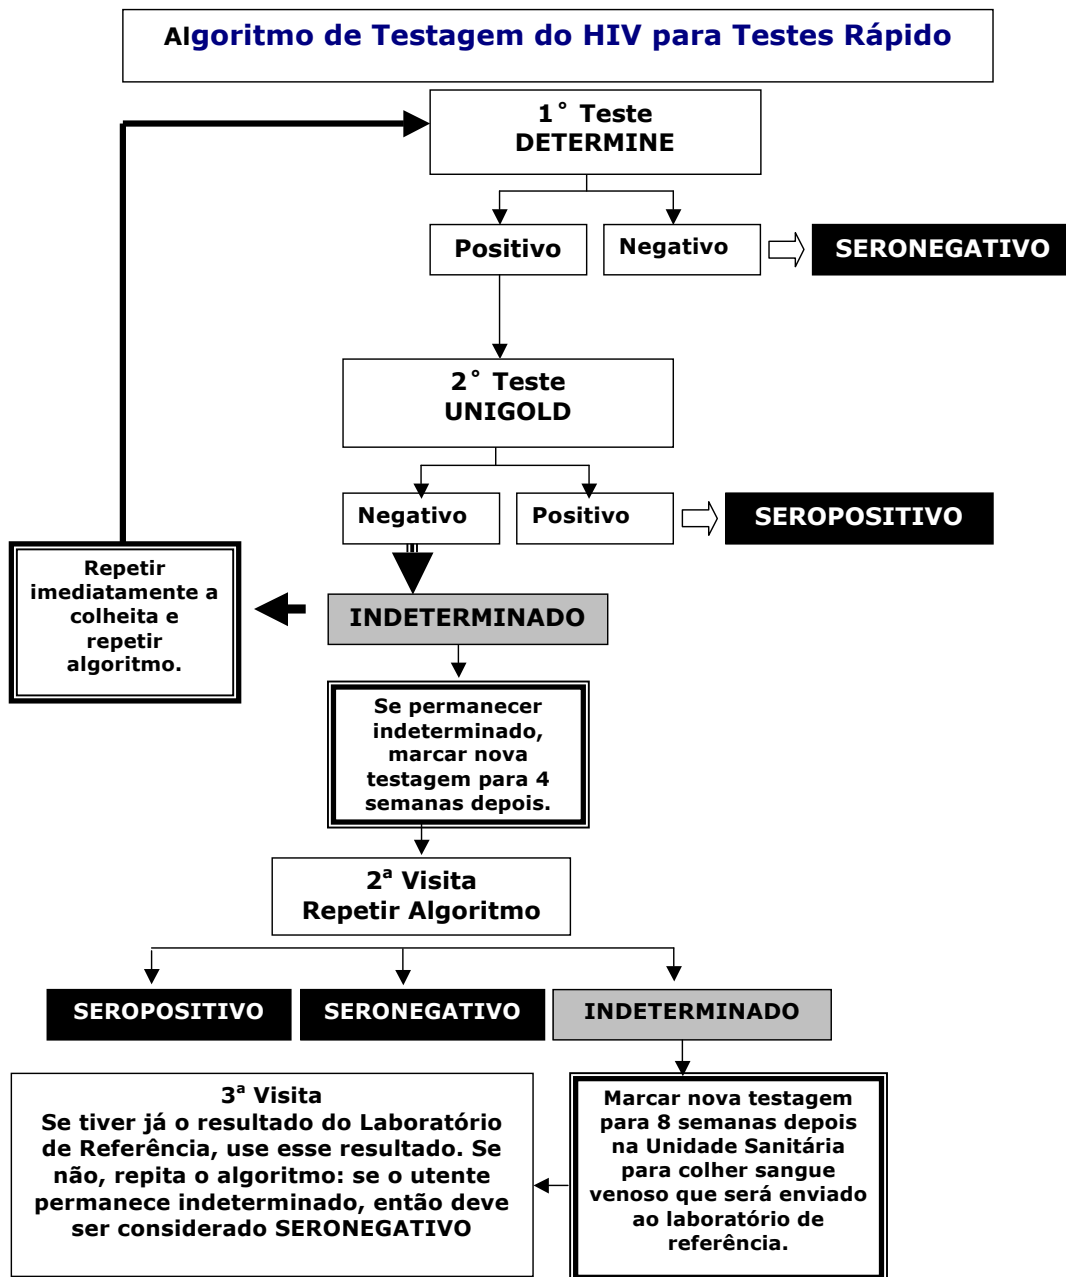 Algoritmo de Testagem do HIV para Testes Rápido
1° Teste
DETERMINE
Positivo
Negativo
SERONEGATIVO
2° Teste
UNIGOLD
Negativo
Positivo
SEROPOSITIVO
Repetir
imediatamente a
colheita e
repetir
algoritmo.
INDETERMINADO
Se permanecer
indeterminado,
marcar nova
testagem para 4
semanas depois.
2ª Visita
Repetir Algoritmo
SEROPOSITIVO
SERONEGATIVO
INDETERMINADO
3ª Visita
Se tiver já o resultado do Laboratório
de Referência, use esse resultado. Se
não, repita o algoritmo: se o utente
permanece indeterminado, então deve
ser considerado SERONEGATIVO
Marcar nova testagem
para 8 semanas depois
na Unidade Sanitária
para colher sangue
venoso que será enviado
ao laboratório de
referência.